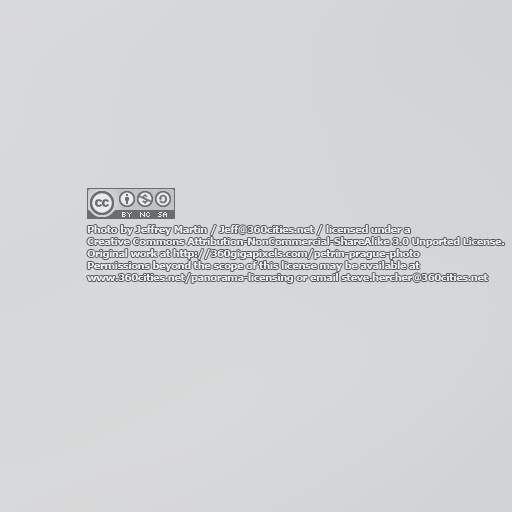 cc
BY NC SA
Photo by Jeffrey Martin / Jeff@360cities.net / licensed under a
Creative Commons Attribution-NonCommercial-ShareAlike 3.0 Unported License.
Original work at http://360gigapixels.com/petrin-prague-photo
Permissions beyond the scope of this license may be available at
www.360cities.net/panorama-licensing or email steve.hercher@360cities.net